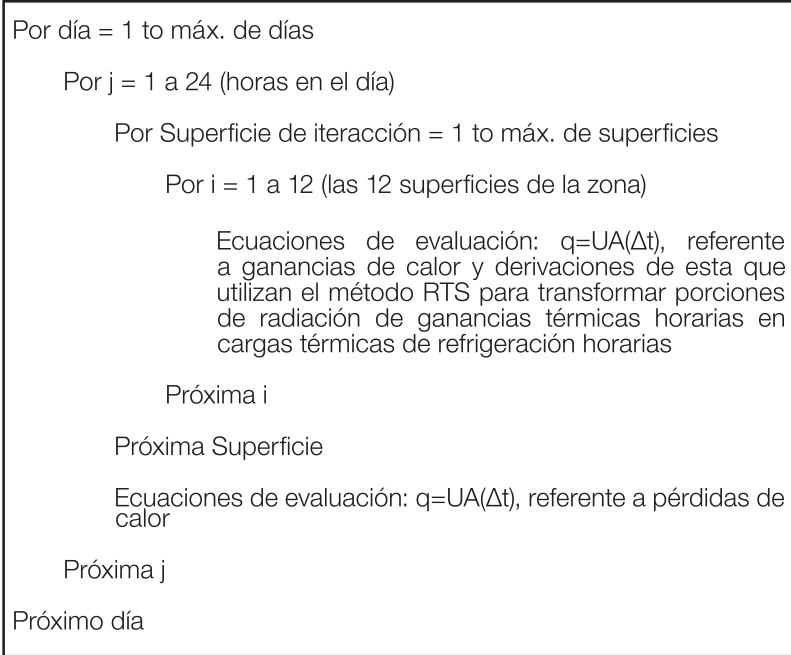 Por día = 1 to máx. de días
Por j = 1 a 24 (horas en el día)
Por Superficie de iteracción = 1 to máx. de superficies
Por i = 1 a 12 (las 12 superficies de la zona)
Ecuaciones de evaluación: q=UA(Δt), referente
a ganancias de calor y derivaciones de esta que
utilizan el método RTS para transformar porciones
de radiación de ganancias térmicas horarias en
cargas térmicas de refrigeración horarias
Próxima i
Próxima Superficie
Ecuaciones de evaluación: q=UA(Δt), referente a pérdidas de
calor
Próxima j
Próximo día